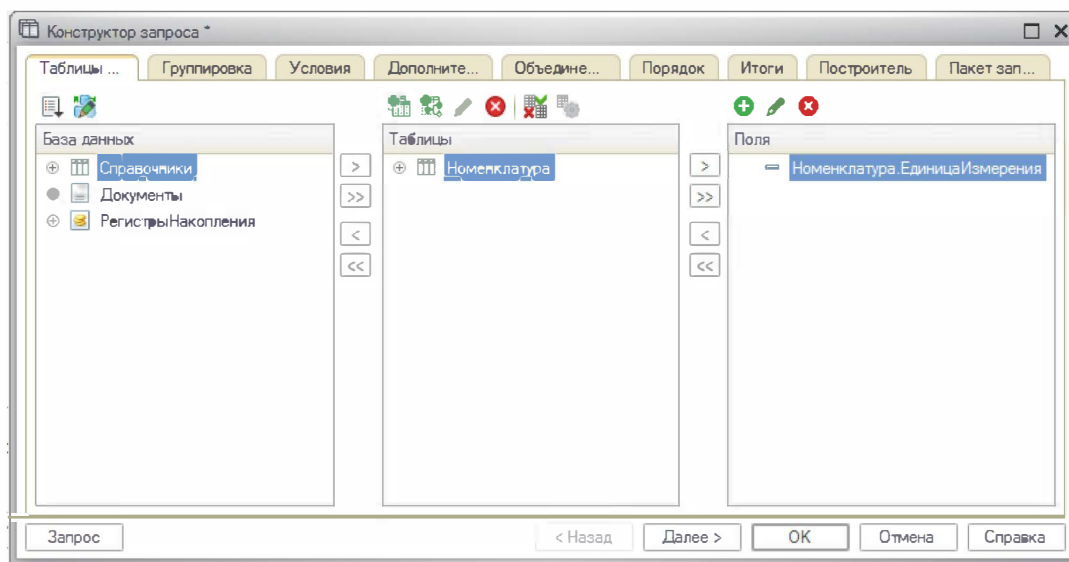 Конструктор запроса *
Таблицы ... Группировка Условия Дополните... Объедине... Порядок Итоги Построитель Пакет зап...
База данных Таблицы Поля
Справочники > Номенклатура > Номенклатура.ЕдиницаИзмерения
Документы >> >>
РегистрыНакопления
< <
<< <<
Запрос < Назад Далее > OK Отмена Справка